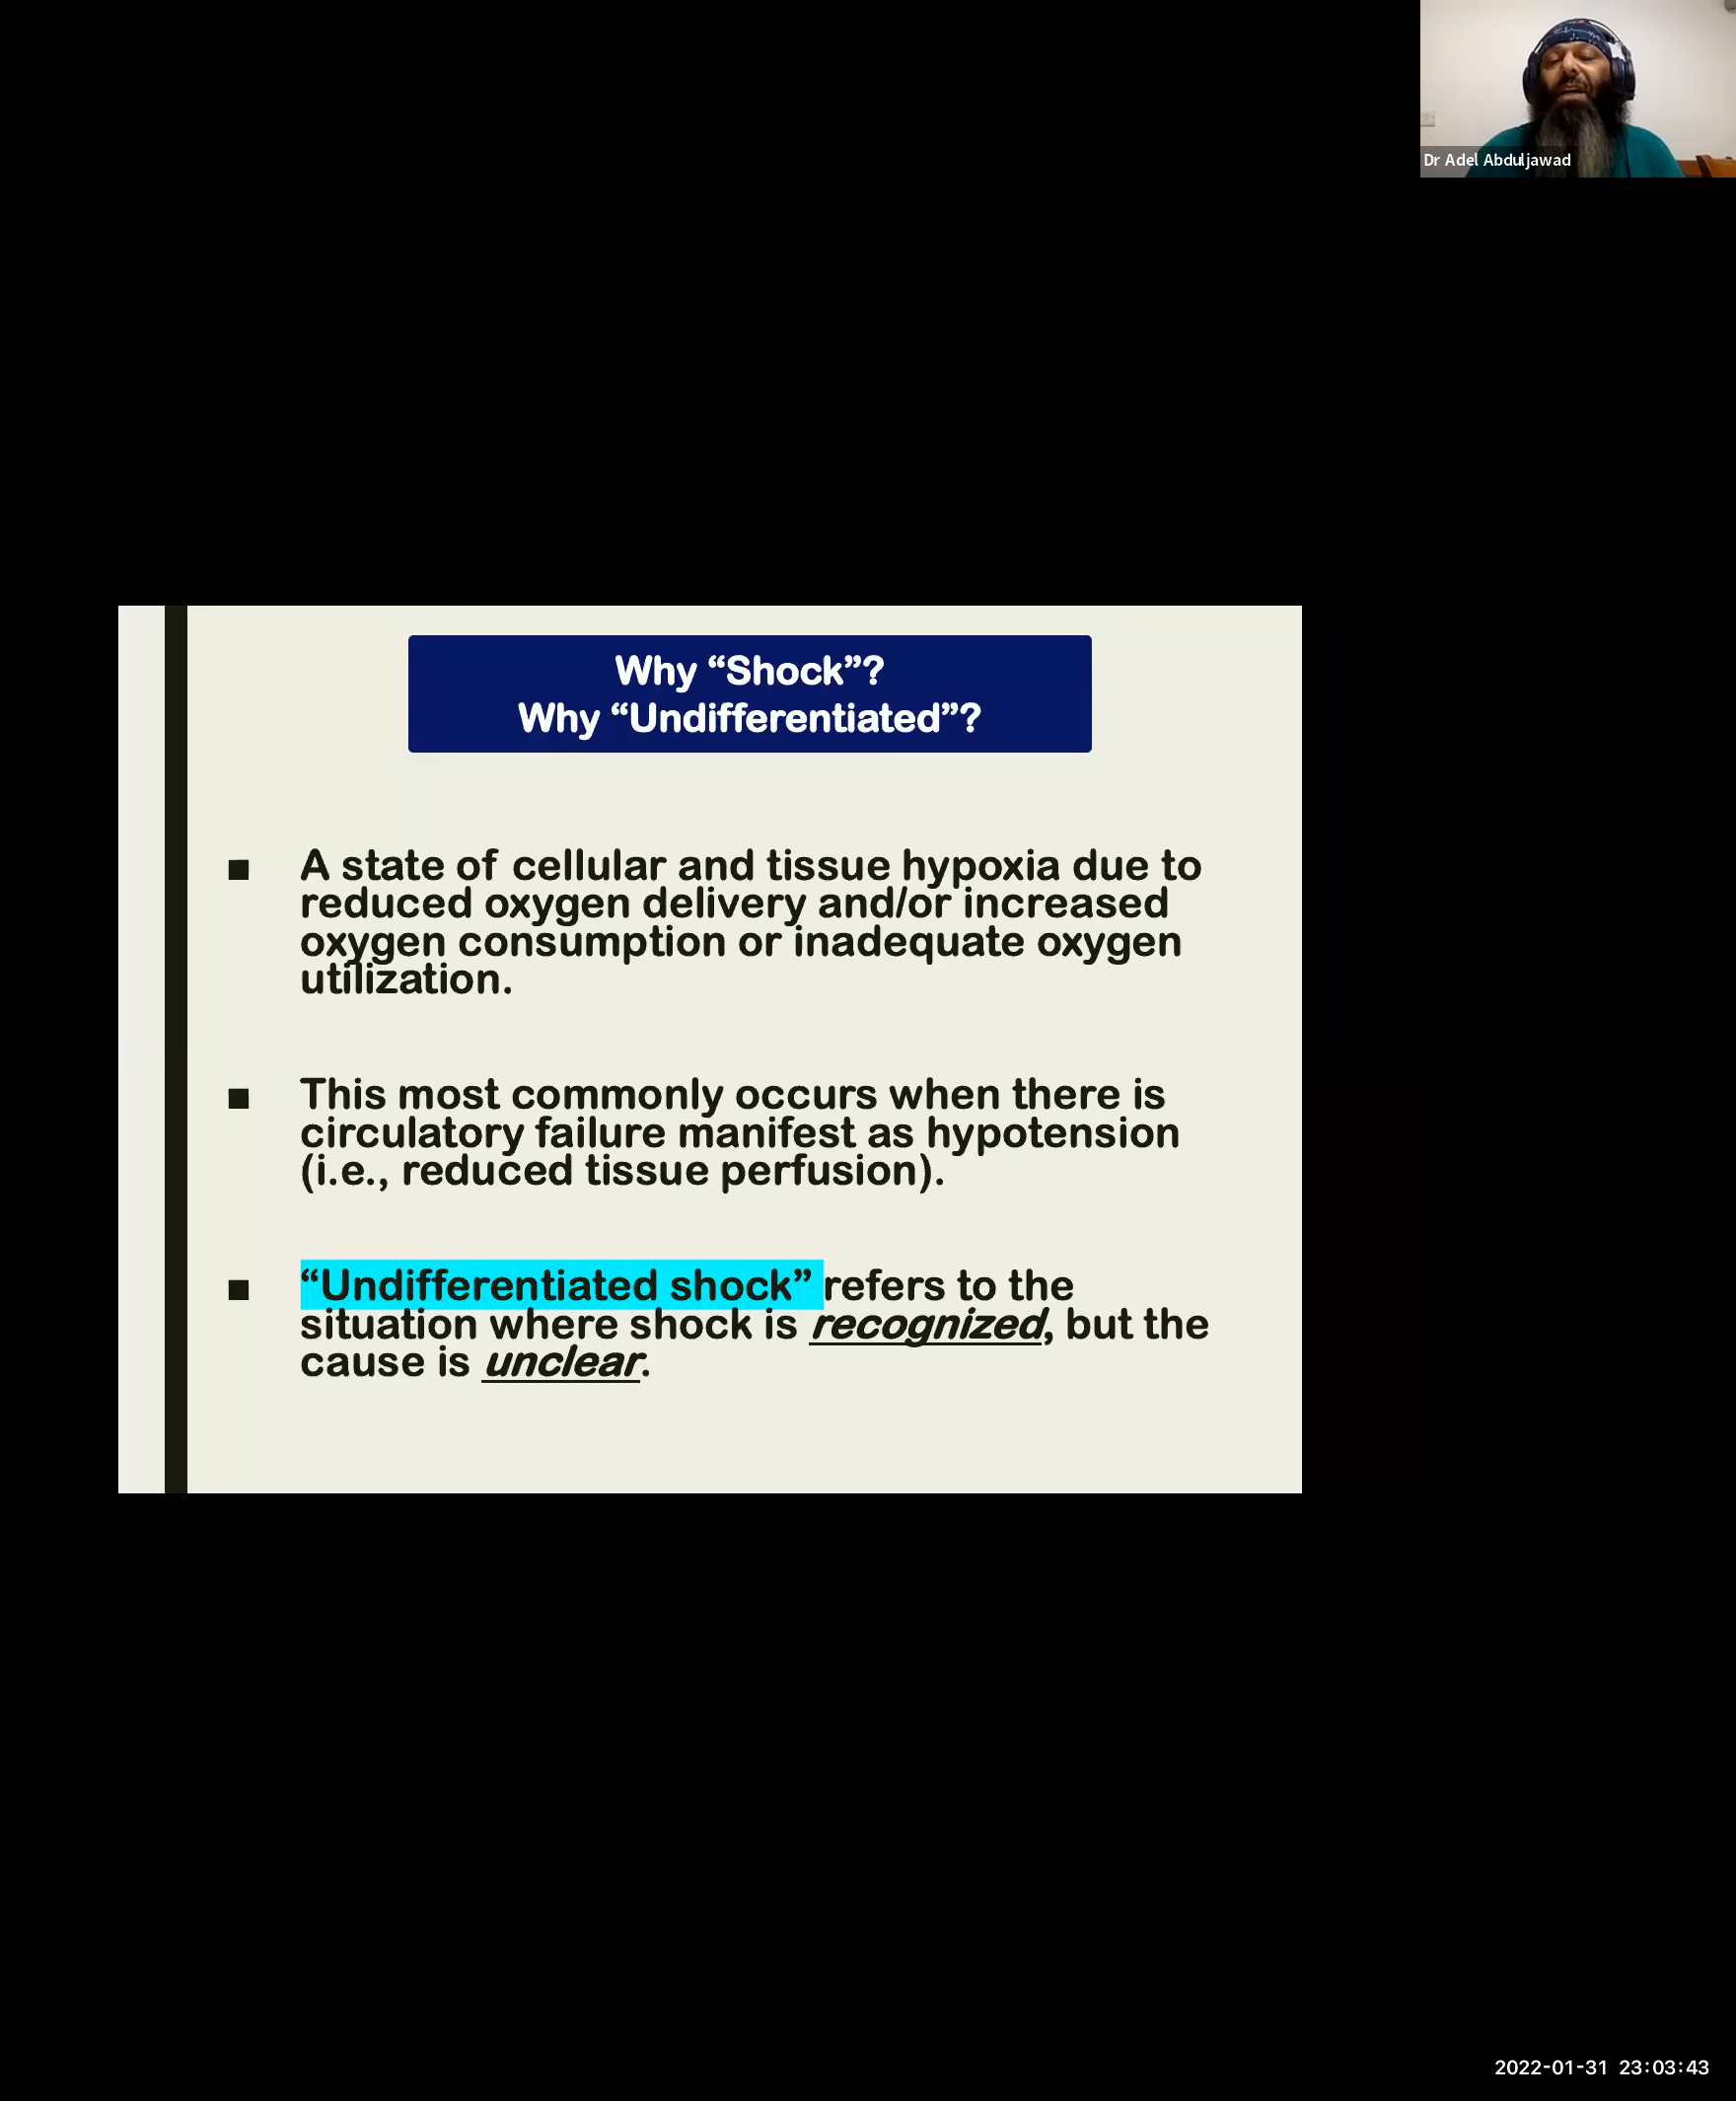 Dr Adel Abduljawad
Why “Shock”?
Why “Undifferentiated”?
■ A state of cellular and tissue hypoxia due to
reduced oxygen delivery and/or increased
oxygen consumption or inadequate oxygen
utilization.
■ This most commonly occurs when there is
circulatory failure manifest as hypotension
(i.e., reduced tissue perfusion).
■ “Undifferentiated shock” refers to the
situation where shock is recognized, but the
cause is unclear.
2022-01-31 23:03:43